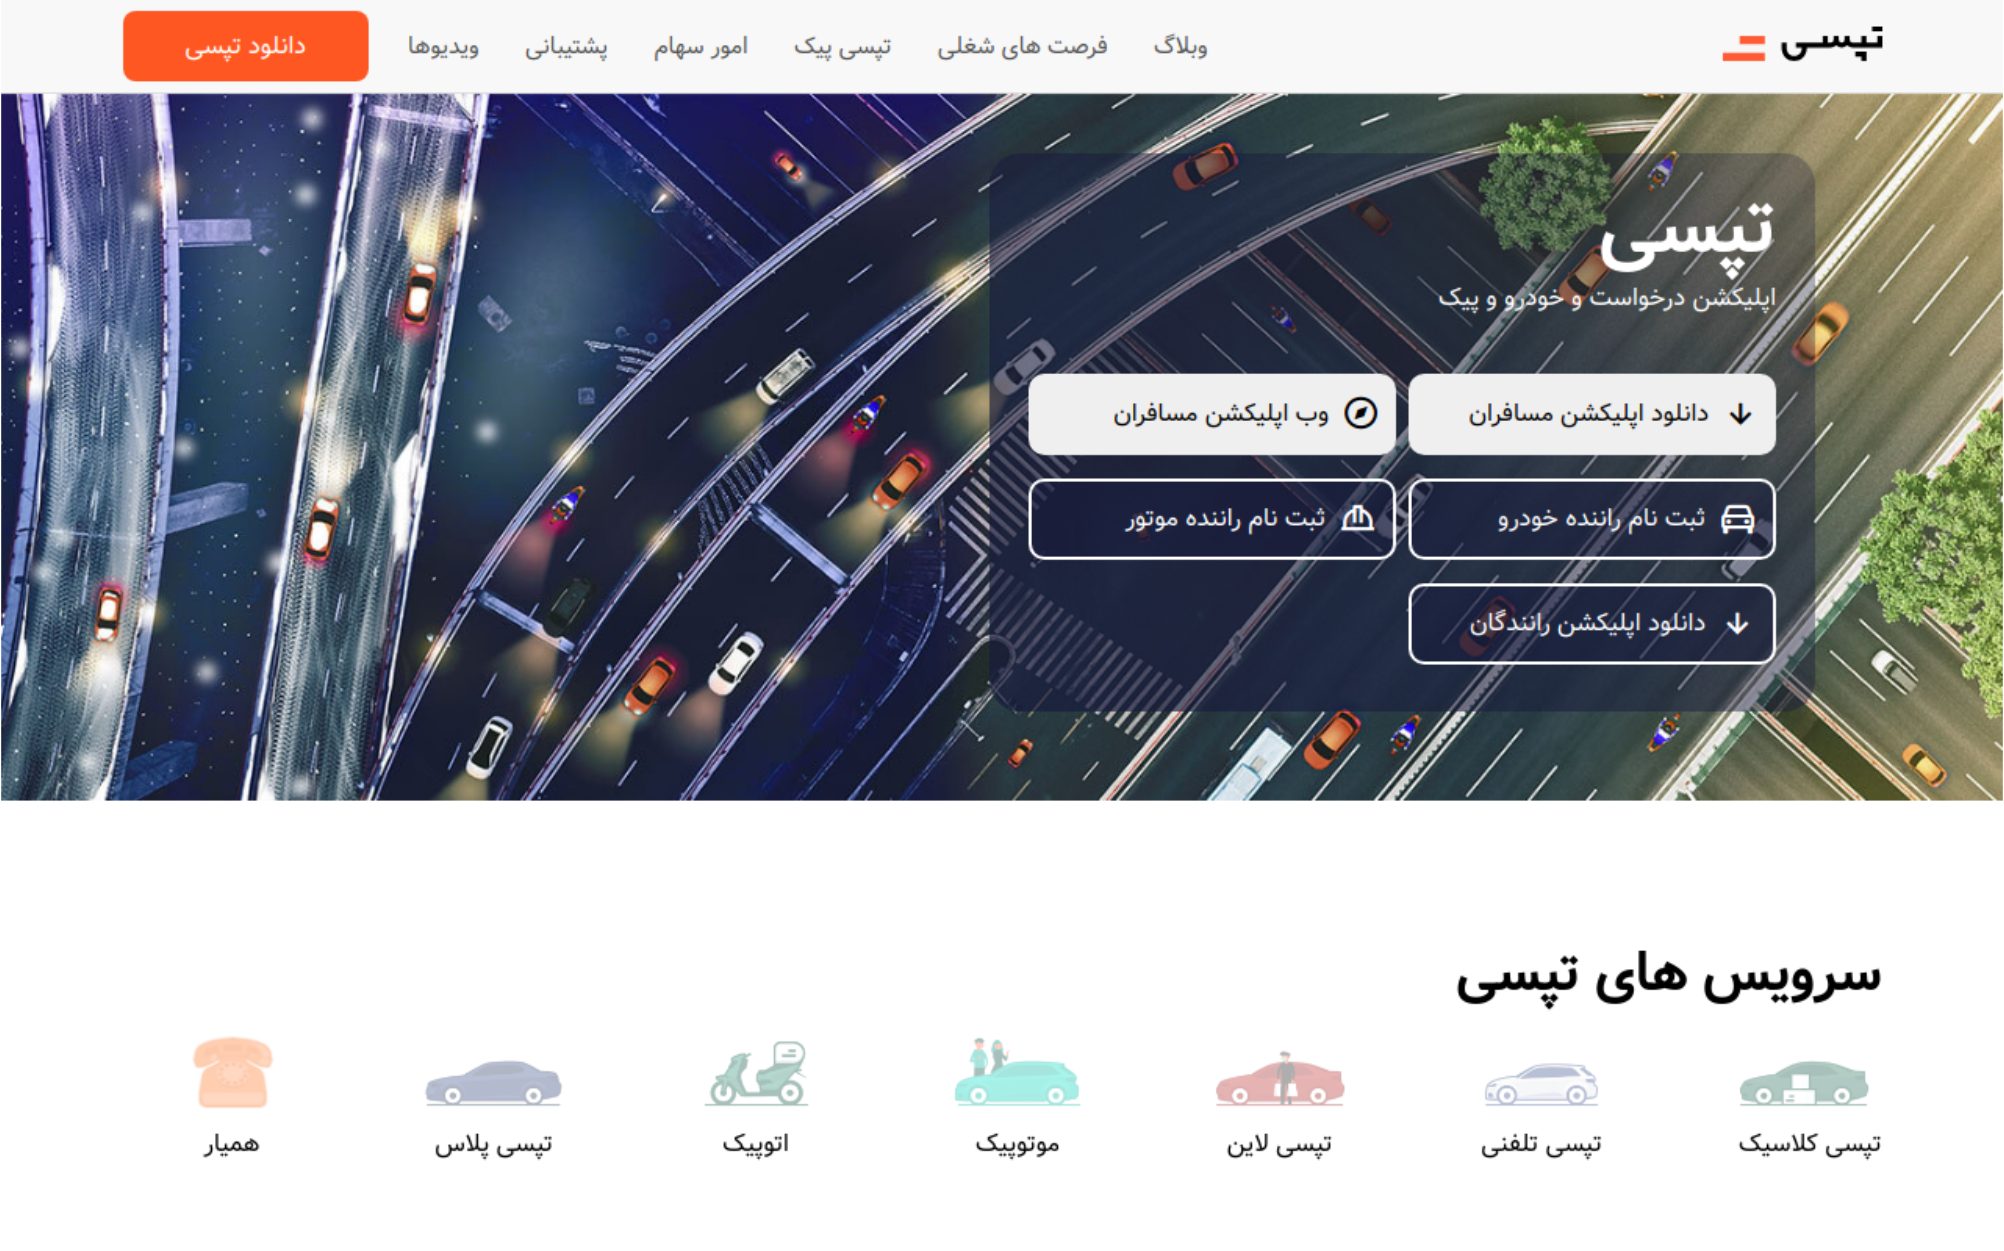 تپسی
وبلاگ
فرصت های شغلی
تپسی پیک
امور سهام
پشتیبانی
ویدیوها
دانلود تپسی
تپسی
اپلیکشن درخواست و خودرو و پیک
دانلود اپلیکشن مسافران
وب اپلیکشن مسافران
ثبت نام راننده خودرو
ثبت نام راننده موتور
دانلود اپلیکشن رانندگان
سرویس های تپسی
تپسی کلاسیک
تپسی تلفنی
تپسی لاین
موتوپیک
اتوپیک
تپسی پلاس
همیار